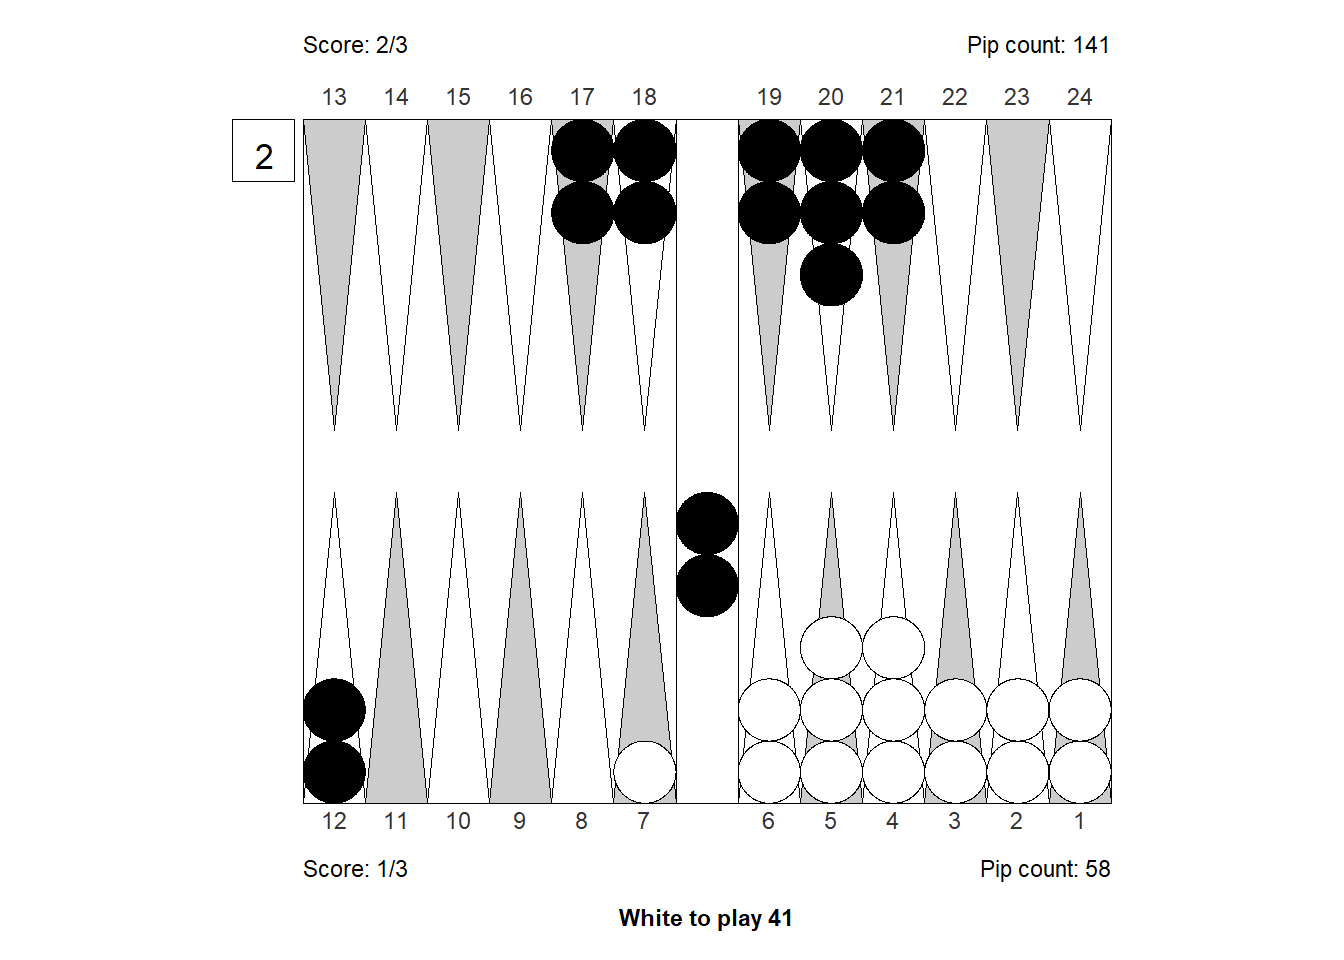 Score: 2/3 Pip count: 141
13 14 15 16 17 18 19 20 21 22 23 24
2
12 11 10 9 8 7 6 5 4 3 2 1
Score: 1/3 Pip count: 58
White to play 41